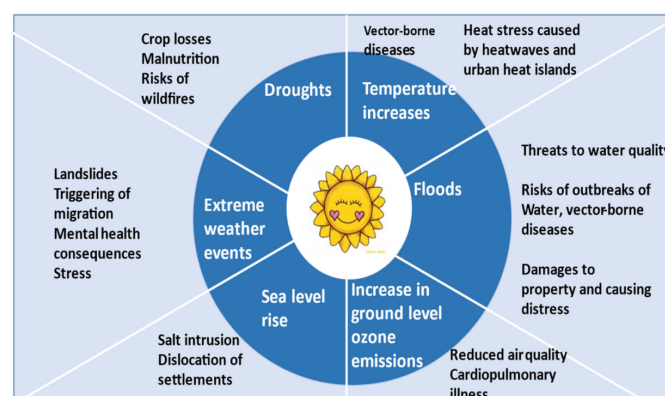 Crop losses
Malnutrition
Risks of
wildfires
Droughts
Vector-borne
diseases
Temperature
increases
Heat stress caused
by heatwaves and
urban heat islands
Floods
Threats to water quality
Risks of outbreaks of
Water, vector-borne
diseases
Damages to
property and causing
distress
Increase in
ground level
ozone
emissions
Reduced air quality
Cardiopulmonary
illness
Sea level
rise
Salt intrusion
Dislocation of
settlements
Extreme
weather
events
Landslides
Triggering of
migration
Mental health
consequences
Stress